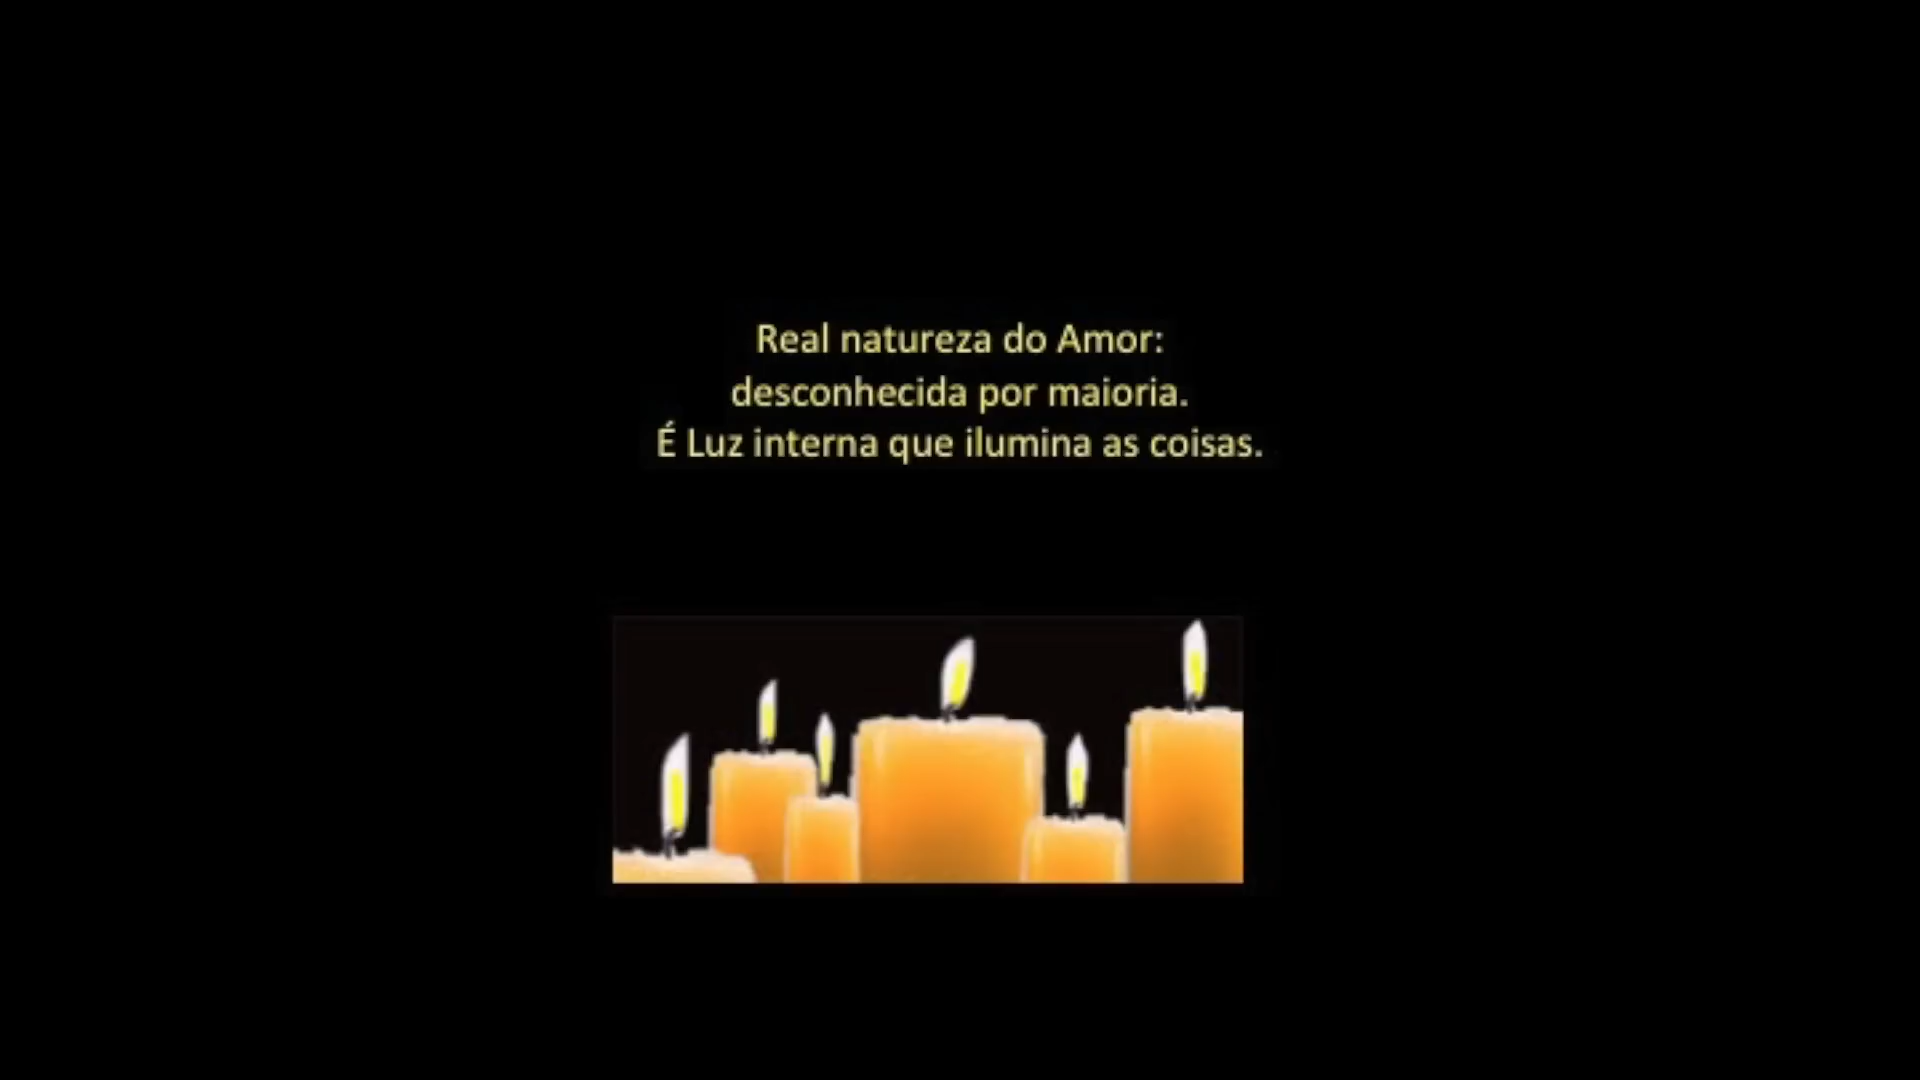 Real natureza do Amor:
desconhecida por maioria.
É Luz interna que ilumina as coisas.